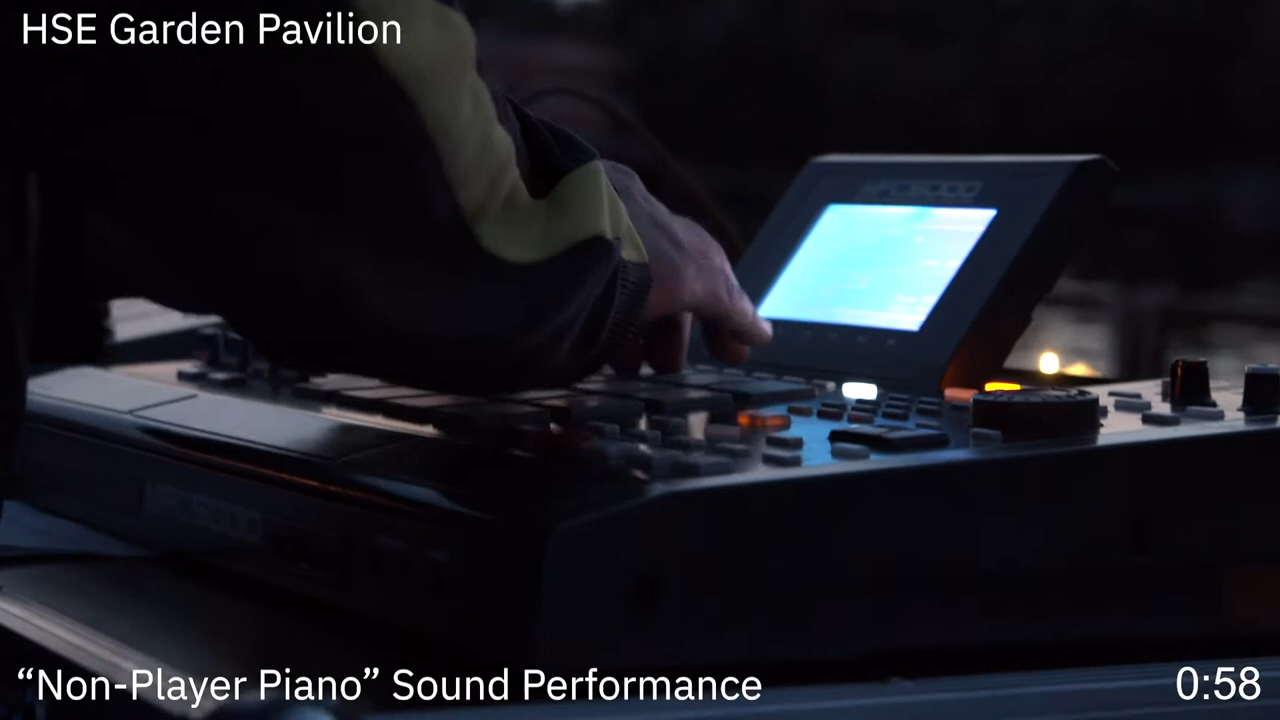 HSE Garden Pavilion
“Non-Player Piano” Sound Performance
0:58